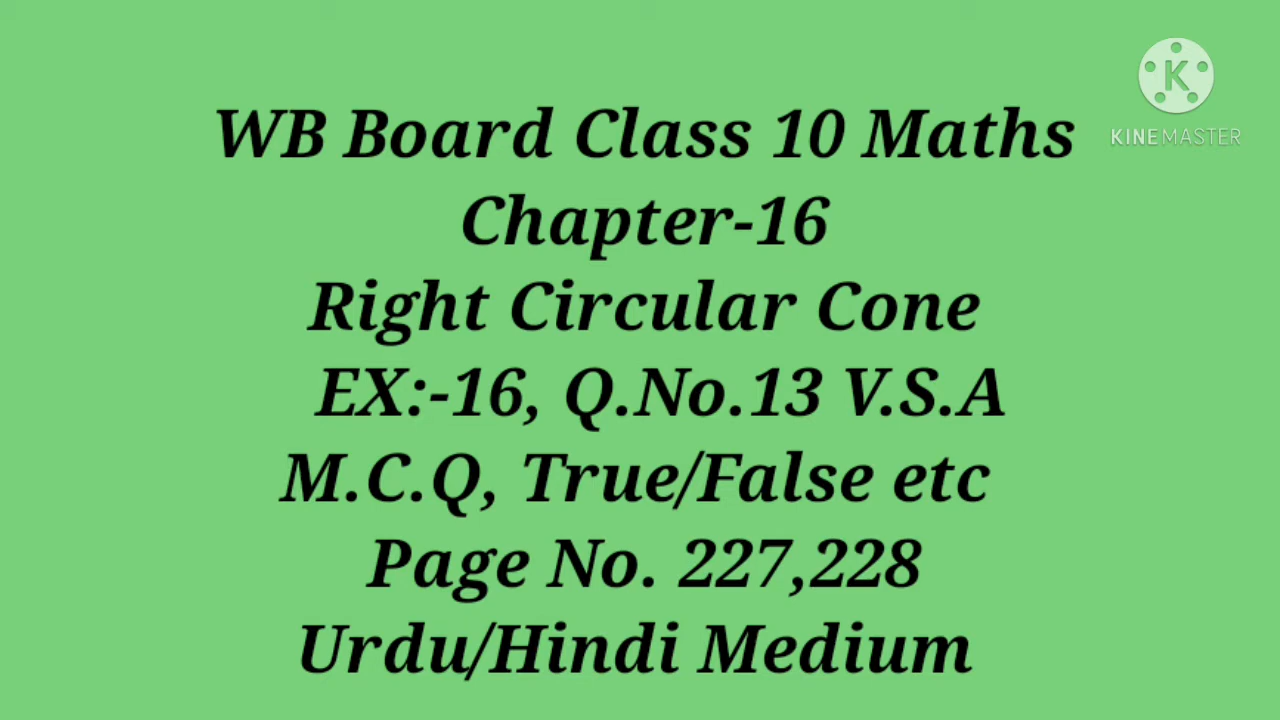 K
KINEMASTER
WB Board Class 10 Maths
Chapter-16
Right Circular Cone
EX:-16, Q.No.13 V.S.A
M.C.Q, True/False etc
Page No. 227,228
Urdu/Hindi Medium